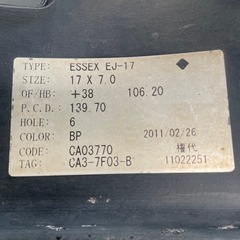 TYPE: ESSEX EJ-17
SIZE: 17 X 7.0
OF/HB: +38 106.20
P.C.D.: 139.70
HOLE: 6
COLOR: BP 2011/02/26
CODE: CA03770 権代
TAG: CA3-7F03-B 11022251